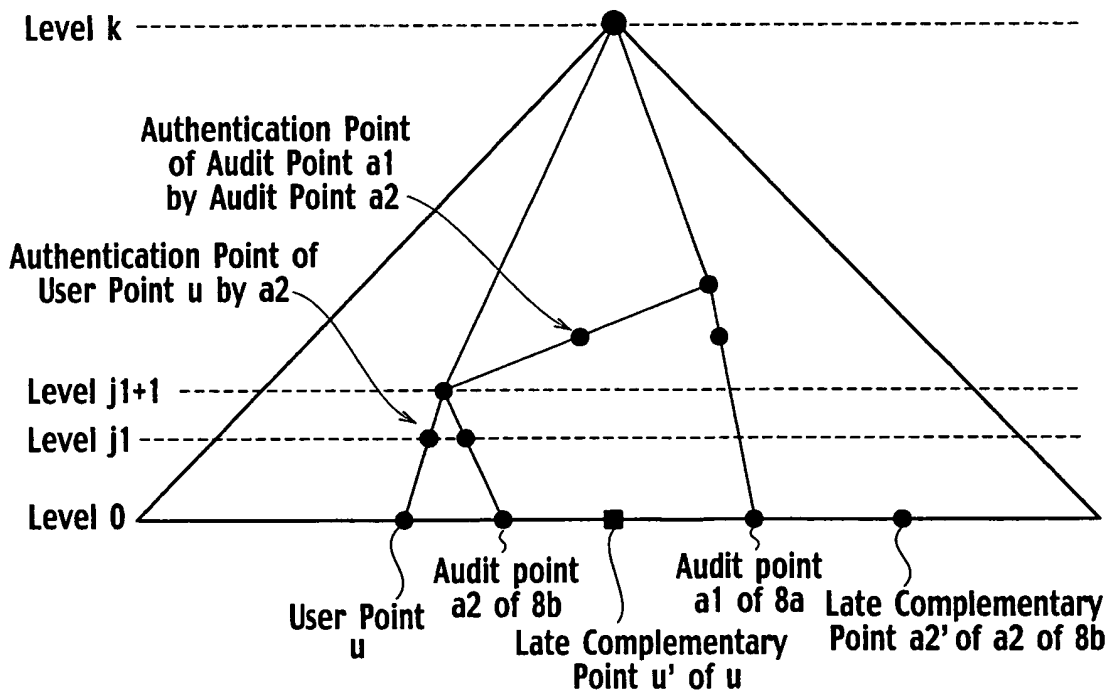 Level k
Authentication Point
of Audit Point a1
by Audit Point a2
Authentication Point of
User Point u by a2
Level j1+1
Level j1
Level 0
User Point
u
Audit point
a2 of 8b
Late Complementary
Point u' of u
Audit point
a1 of 8a
Late Complementary
Point a2' of a2 of 8b